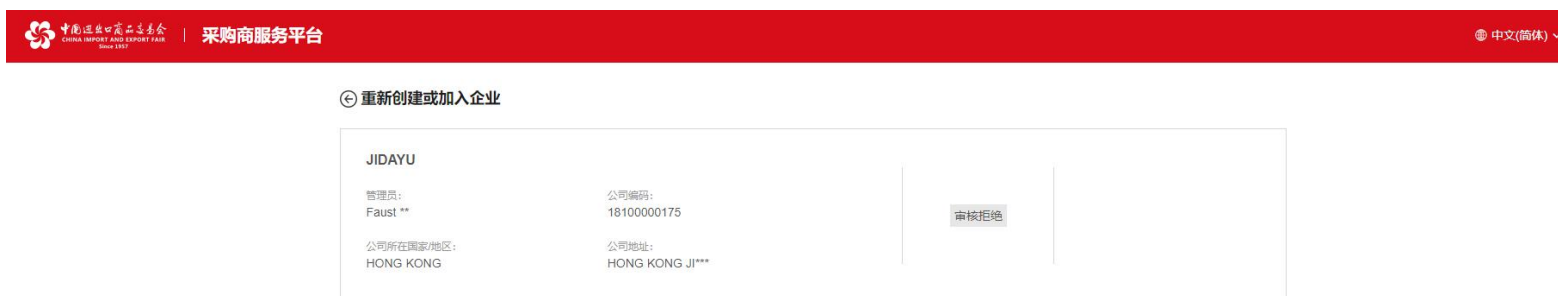 中国进出口商品交易会
CHINA IMPORT AND EXPORT FAIR
Since 1957
采购商服务平台
中文(简体)
重新创建或加入企业
JIDAYU
管理员:
Faust **
公司编码:
18100000175
审核拒绝
公司所在国家/地区:
HONG KONG
公司地址:
HONG KONG JI***